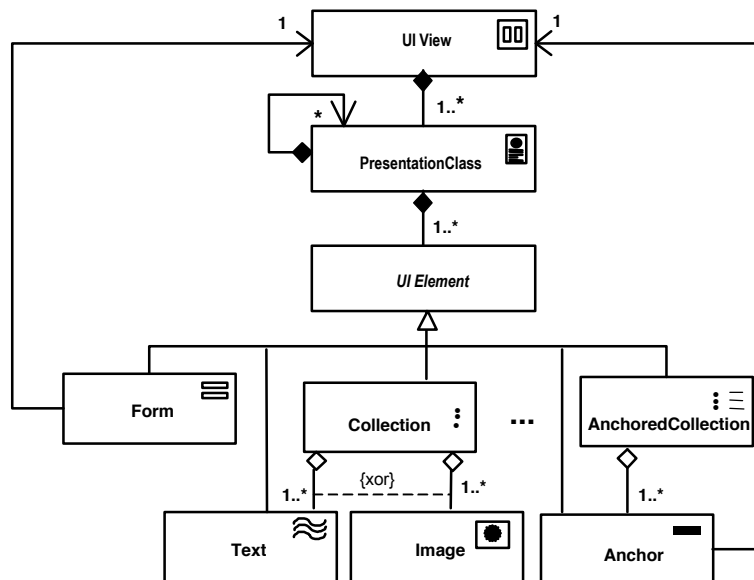 1
UI View
1
*
1..*
PresentationClass
1..*
UI Element
Form
Collection
...
AnchoredCollection
{xor}
1..*
1..*
1..*
Text
Image
Anchor